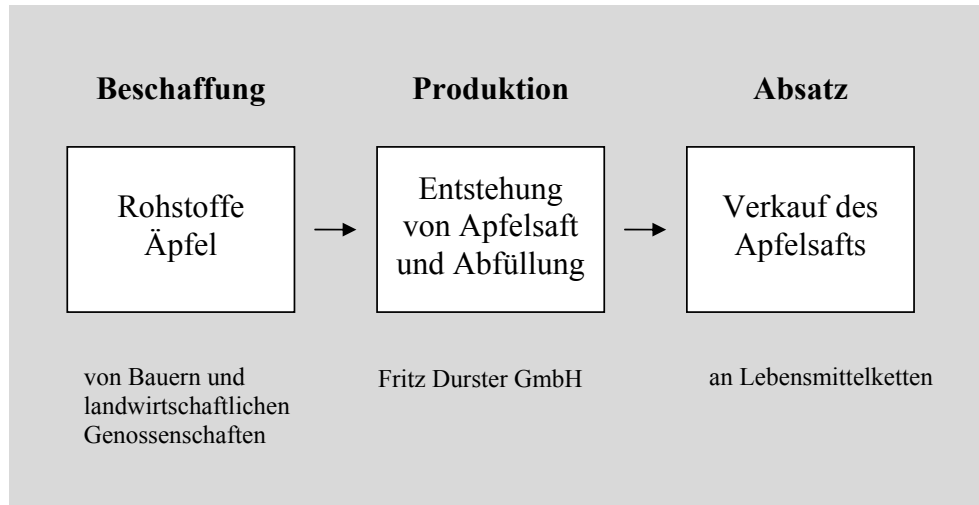 Beschaffung
Produktion
Absatz
Rohstoffe
Äpfel
Entstehung
von Apfelsaft
und Abfüllung
Verkauf des
Apfelsafts
von Bauern und
landwirtschaftlichen
Genossenschaften
Fritz Durster GmbH
an Lebensmittelketten